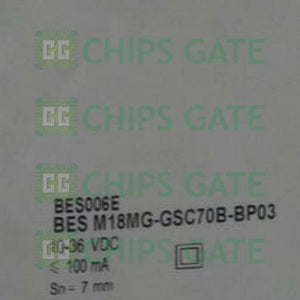 CHIPS GATE
CHIPS GATE
CHIPS GATE
BES006E
BES M18MG-GSC70B-BP03
10-36 VDC
≤ 100 mA
Sn = 7 mm
CHIPS GATE